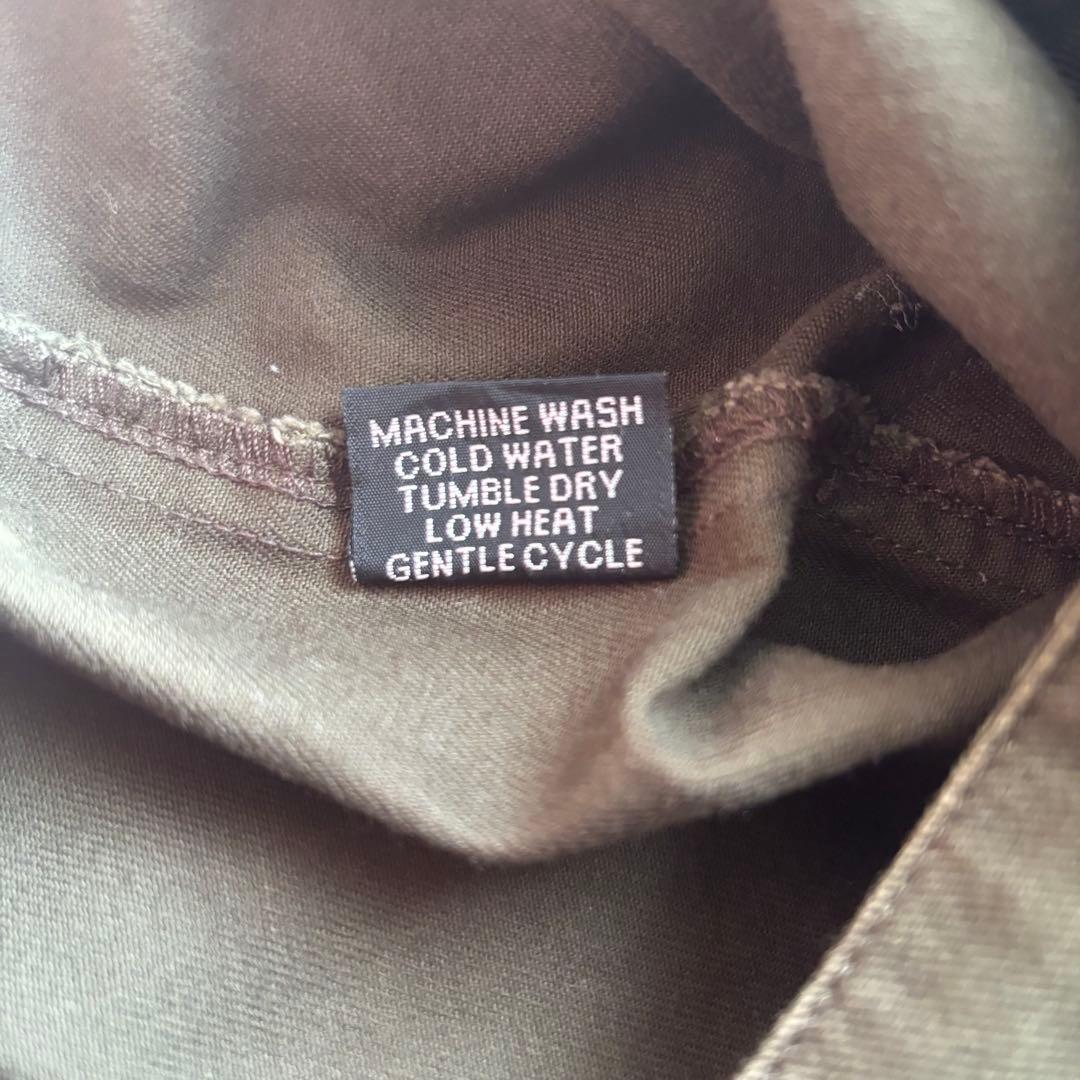 MACHINE WASH
COLD WATER
TUMBLE DRY
LOW HEAT
GENTLE CYCLE